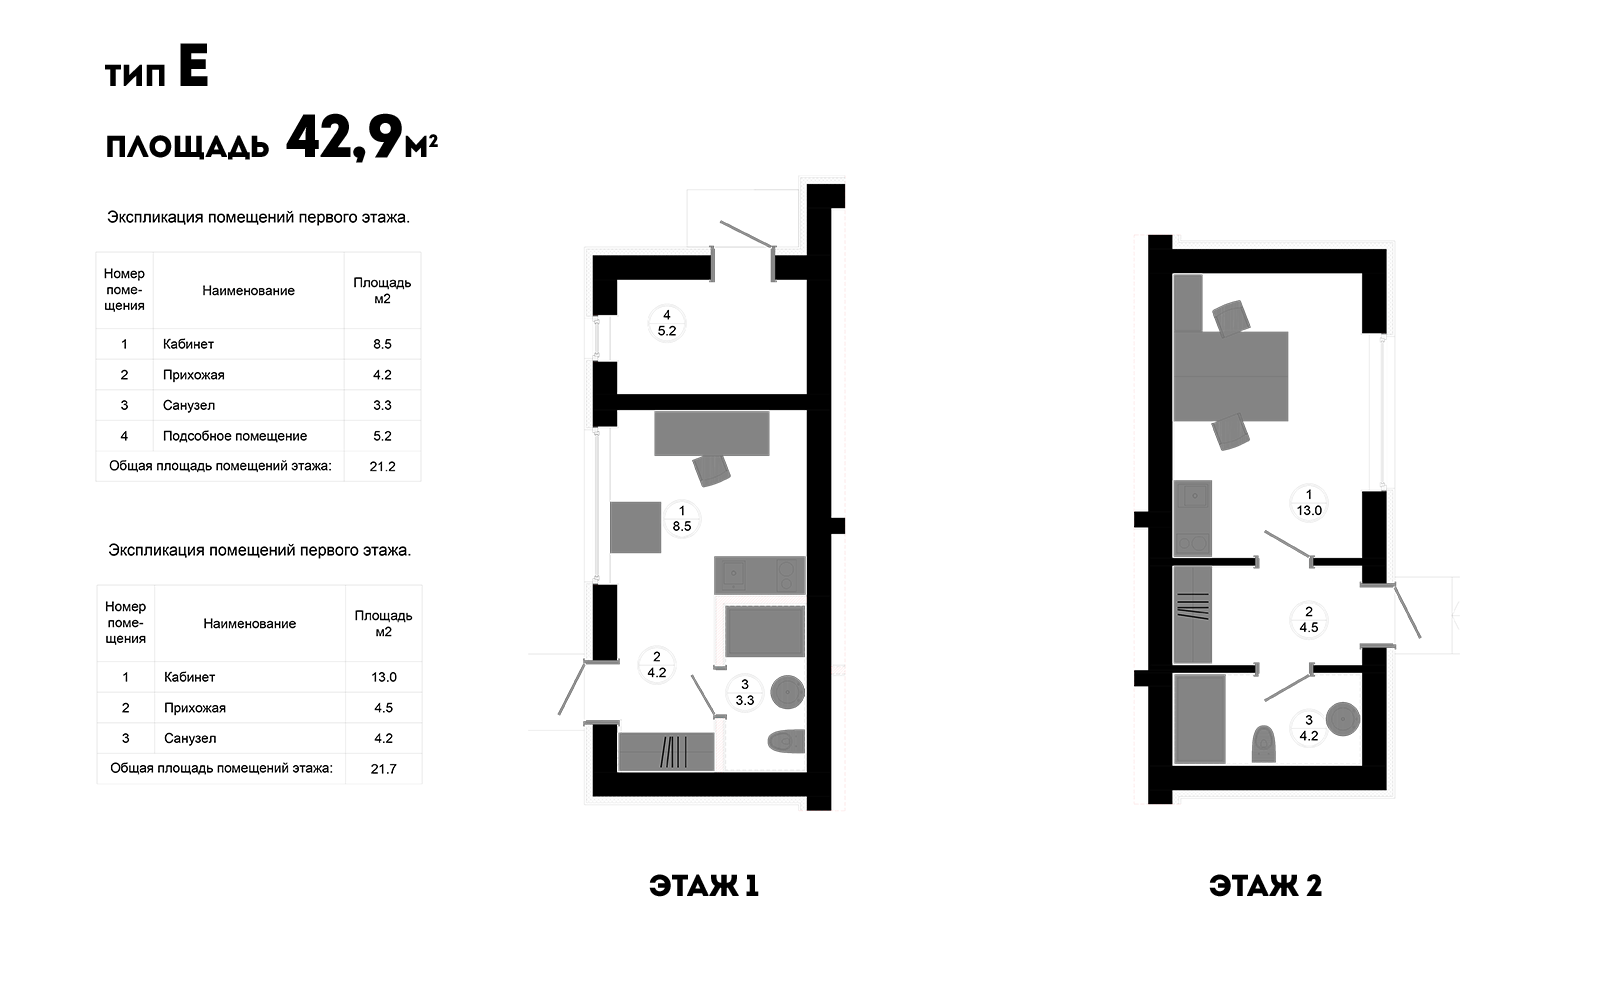 ТИП Е
ПЛОЩАДЬ 42,9м²
Экспликация помещений первого этажа.
Номер
поме-
щения
Наименование
Площадь
м2
1 Кабинет 8.5
2 Прихожая 4.2
3 Санузел 3.3
4 Подсобное помещение 5.2
Общая площадь помещений этажа: 21.2
Экспликация помещений первого этажа.
Номер
поме-
щения
Наименование
Площадь
м2
1 Кабинет 13.0
2 Прихожая 4.5
3 Санузел 4.2
Общая площадь помещений этажа: 21.7
4
5.2
1
8.5
2
4.2
3
3.3
ЭТАЖ 1
1
13.0
2
4.5
3
4.2
ЭТАЖ 2